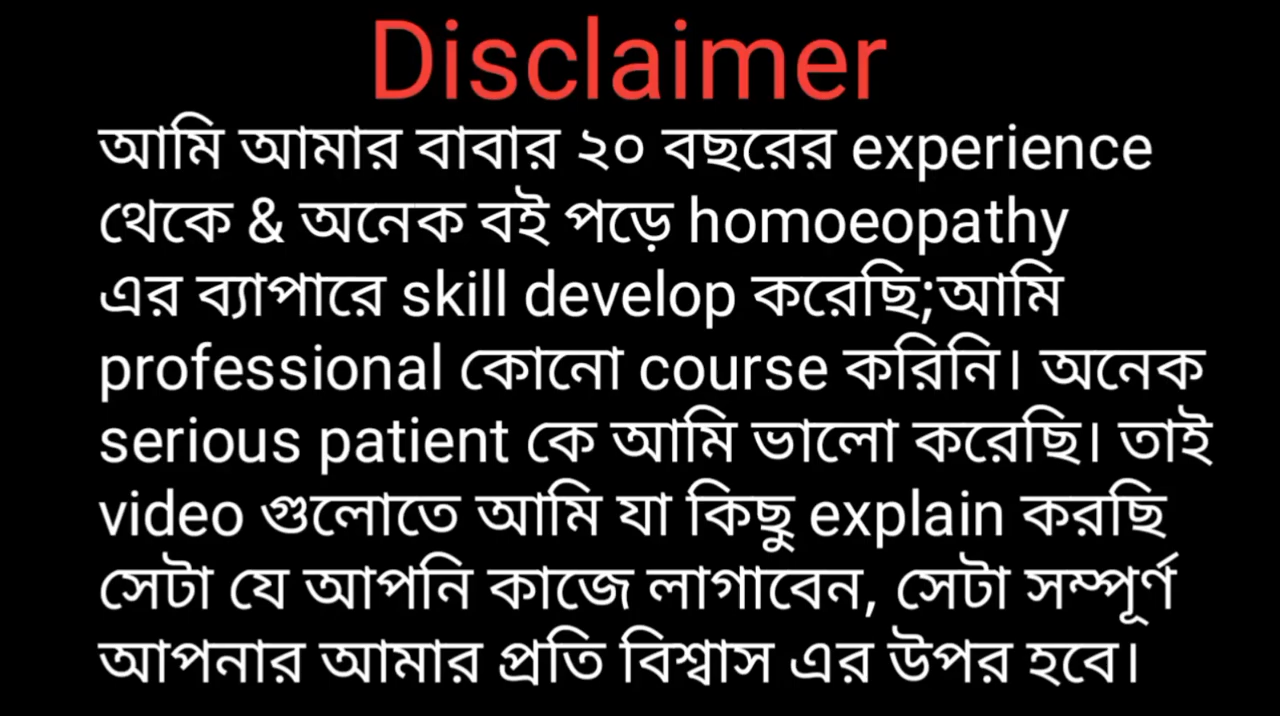 Disclaimer
আমি আমার বাবার ২০ বছরের experience
থেকে & অনেক বই পড়ে homoeopathy
এর ব্যাপারে skill develop করেছি;আমি
professional কোনো course করিনি। অনেক
serious patient কে আমি ভালো করেছি। তাই
video গুলোতে আমি যা কিছু explain করছি
সেটা যে আপনি কাজে লাগাবেন, সেটা সম্পূর্ণ
আপনার আমার প্রতি বিশ্বাস এর উপর হবে।